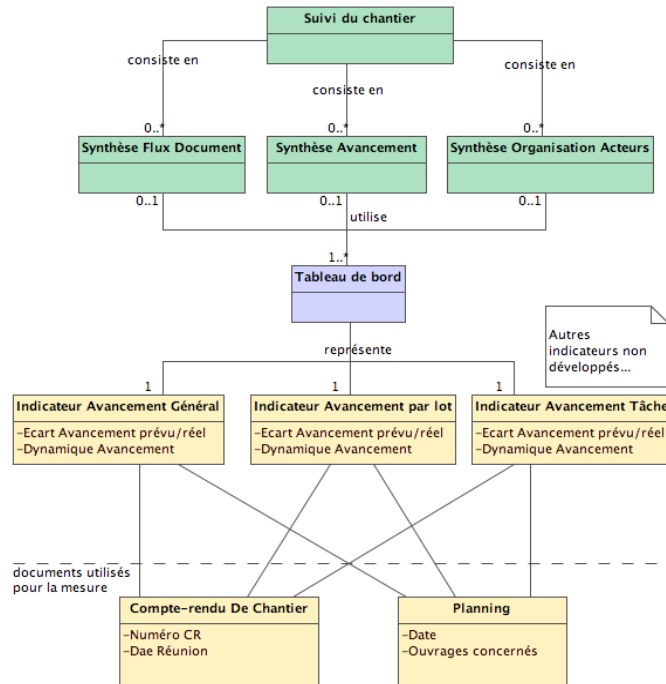 Suivi du chantier
consiste en
consiste en
consiste en
0..*
0..*
0..*
Synthèse Flux Document
Synthèse Avancement
Synthèse Organisation Acteurs
0..1
0..1
0..1
utilise
1..*
Tableau de bord
Autres
indicateurs non
développés...
représente
1
1
1
Indicateur Avancement Général
-Ecart Avancement prévu/réel
-Dynamique Avancement
Indicateur Avancement par lot
-Ecart Avancement prévu/réel
-Dynamique Avancement
Indicateur Avancement Tâche
-Ecart Avancement prévu/réel
-Dynamique Avancement
documents utilisés
pour la mesure
Compte-rendu De Chantier
-Numéro CR
-Dae Réunion
Planning
-Date
-Ouvrages concernés